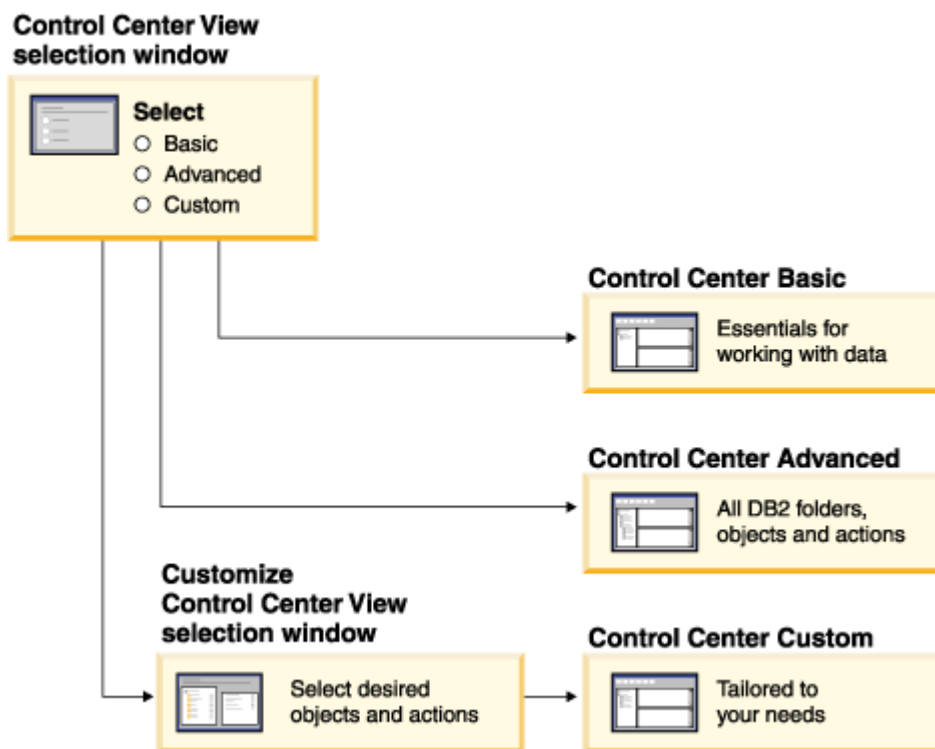 Control Center View
selection window
Select
Basic
Advanced
Custom
Control Center Basic
Essentials for
working with data
Control Center Advanced
All DB2 folders,
objects and actions
Customize
Control Center View
selection window
Select desired
objects and actions
Control Center Custom
Tailored to
your needs